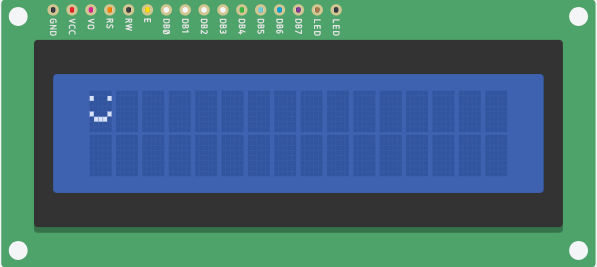 GND VCC VO RS RW E DB0 DB1 DB2 DB3 DB4 DB5 DB6 DB7 LED LED